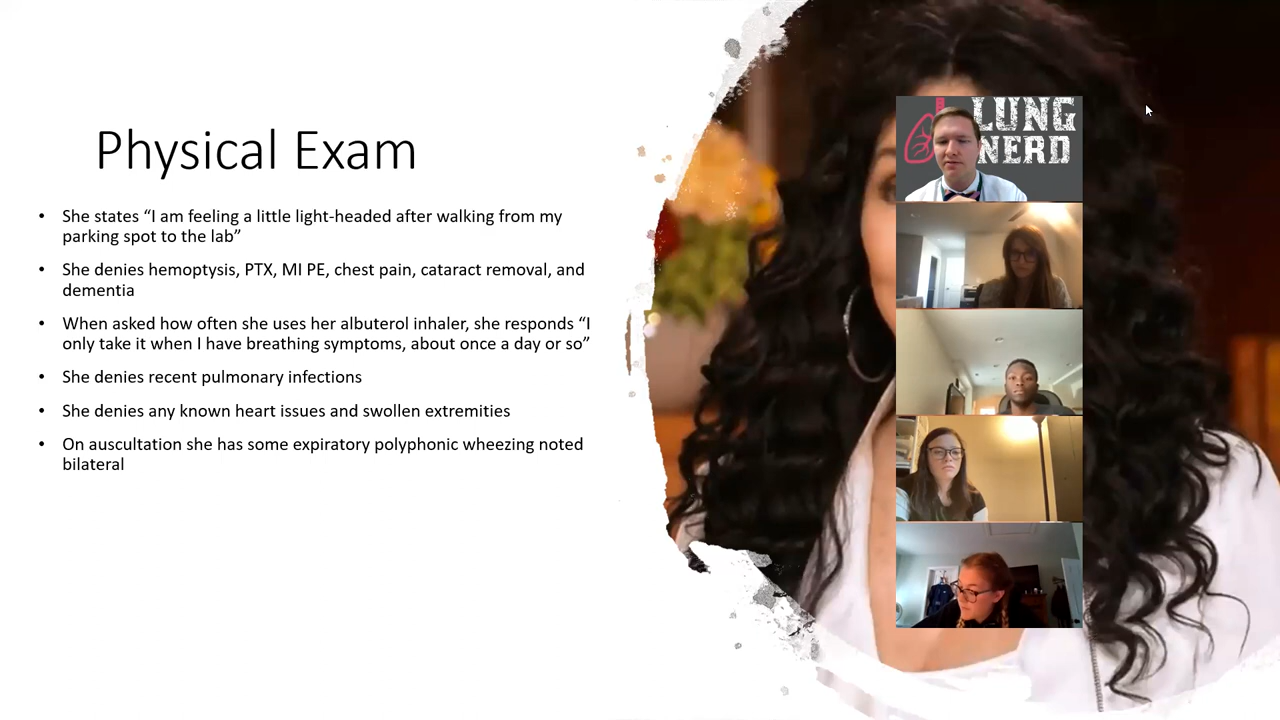 Physical Exam
• She states “I am feeling a little light-headed after walking from my
parking spot to the lab”
• She denies hemoptysis, PTX, MI PE, chest pain, cataract removal, and
dementia
• When asked how often she uses her albuterol inhaler, she responds “I
only take it when I have breathing symptoms, about once a day or so”
• She denies recent pulmonary infections
• She denies any known heart issues and swollen extremities
• On auscultation she has some expiratory polyphonic wheezing noted
bilateral
LUNG
NERD